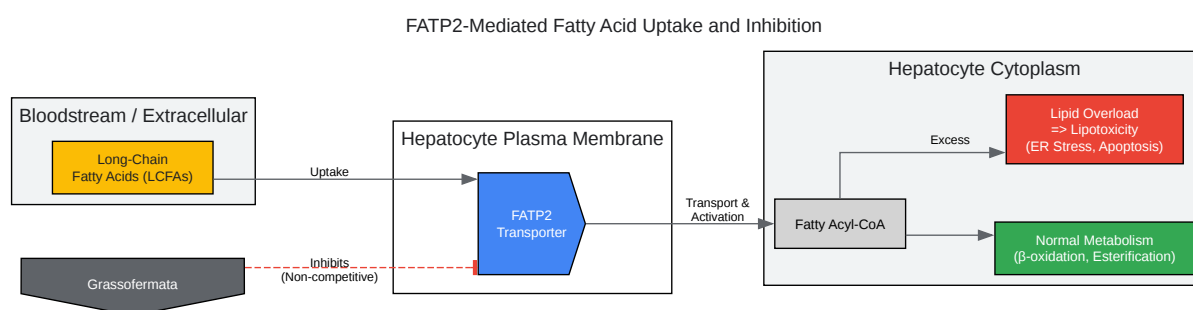 FATP2-Mediated Fatty Acid Uptake and Inhibition
Bloodstream / Extracellular
Long-Chain
Fatty Acids (LCFAs)
Uptake
Grassofermata
Inhibits
(Non-competitive)
Hepatocyte Plasma Membrane
FATP2
Transporter
Transport &
Activation
Hepatocyte Cytoplasm
Fatty Acyl-CoA
Excess
Lipid Overload
=> Lipotoxicity
(ER Stress, Apoptosis)
Normal Metabolism
(β-oxidation, Esterification)